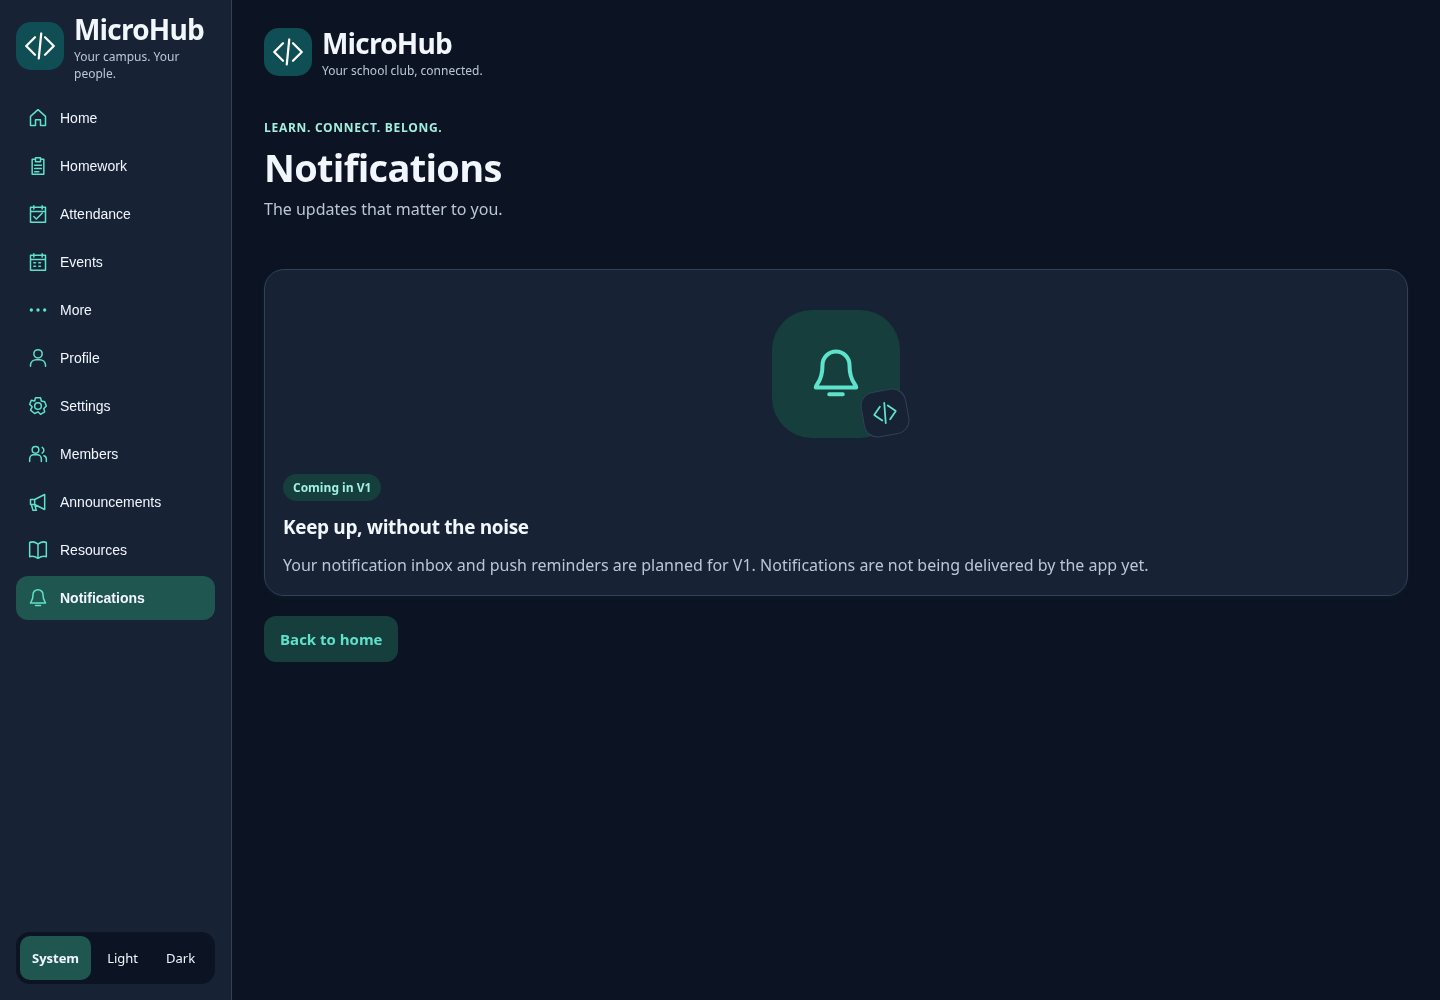 MicroHub
Your campus. Your
people.
Home
Homework
Attendance
Events
More
Profile
Settings
Members
Announcements
Resources
Notifications
System Light Dark
MicroHub
Your school club, connected.
LEARN. CONNECT. BELONG.
Notifications
The updates that matter to you.
Coming in V1
Keep up, without the noise
Your notification inbox and push reminders are planned for V1. Notifications are not being delivered by the app yet.
Back to home